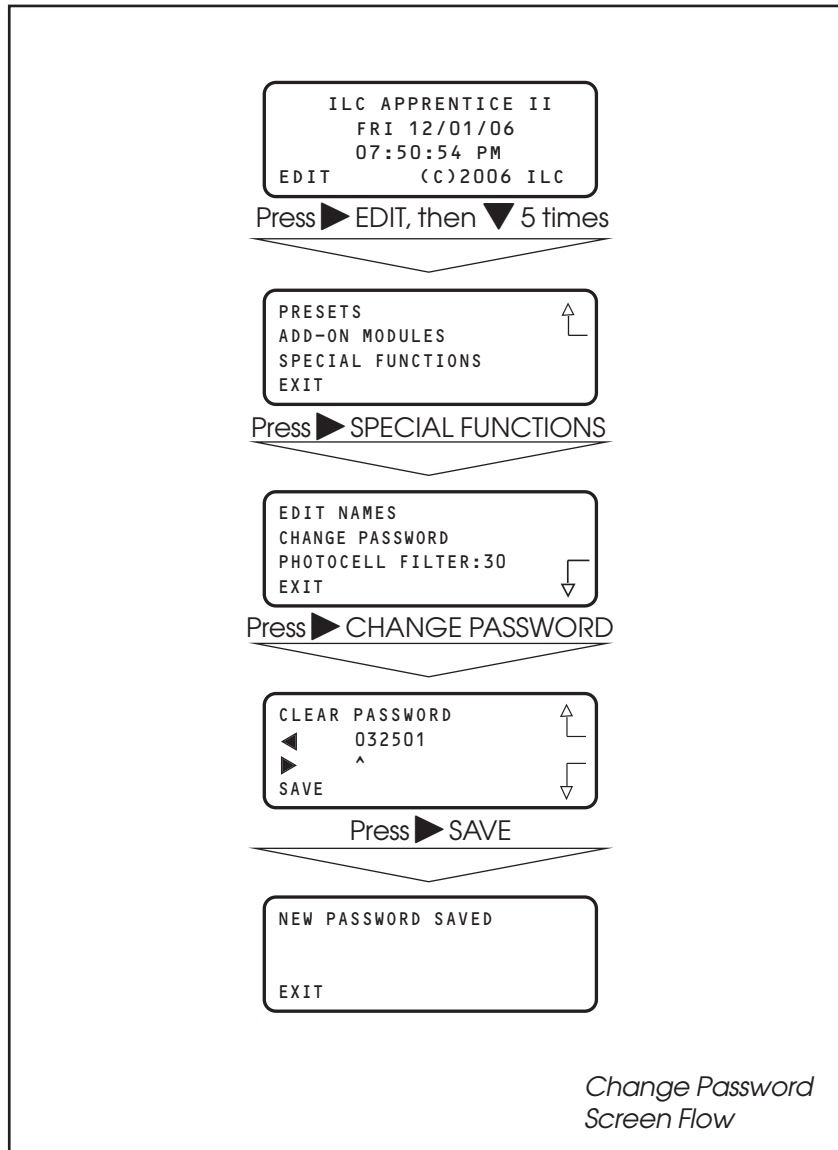 ILC APPRENTICE II
FRI 12/01/06
07:50:54 PM
EDIT (C)2006 ILC
Press ▶ EDIT, then ▼ 5 times
PRESETS
ADD-ON MODULES
SPECIAL FUNCTIONS
EXIT
Press ▶ SPECIAL FUNCTIONS
EDIT NAMES
CHANGE PASSWORD
PHOTOCELL FILTER:30
EXIT
Press ▶ CHANGE PASSWORD
CLEAR PASSWORD
◀ 032501
▶ ^
SAVE
Press ▶ SAVE
NEW PASSWORD SAVED
EXIT
Change Password
Screen Flow